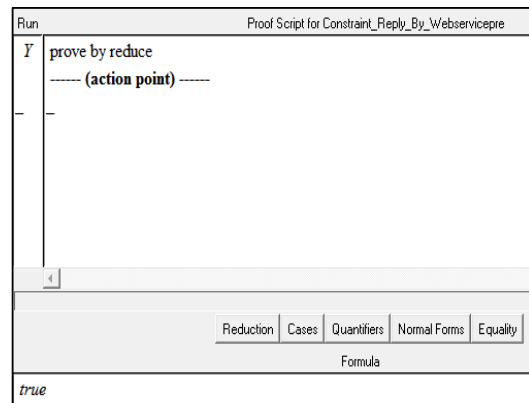 Run Proof Script for Constraint_Reply_By_Webservicepre
Y prove by reduce
------ (action point) ------
Reduction Cases Quantifiers Normal Forms Equality
Formula
true